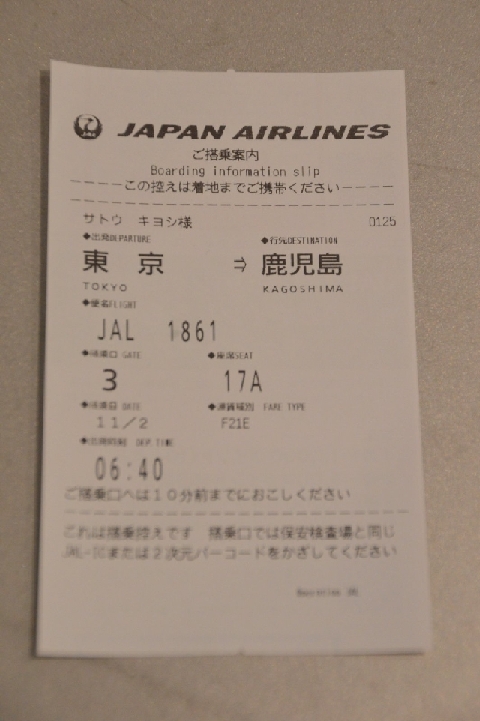 JAL
JAPAN AIRLINES
ご搭乗案内
Boarding information slip
この控えは着地までご携帯ください
サトウ キヨシ様 0125
◆出発DEPARTURE ◆行先DESTINATION
東京 ⇒ 鹿児島
TOKYO KAGOSHIMA
◆便名FLIGHT
JAL 1861
◆搭乗口 GATE ◆座席SEAT
3 17A
◆搭乗日 DATE ◆運賃種別 FARE TYPE
11/2 F21E
◆出発時刻 DEP. TIME
06:40
ご搭乗口へは10分前までにおこしください
これは搭乗控えです 搭乗口では保安検査場と同じ
JAL-ICまたは2次元バーコードをかざしてください